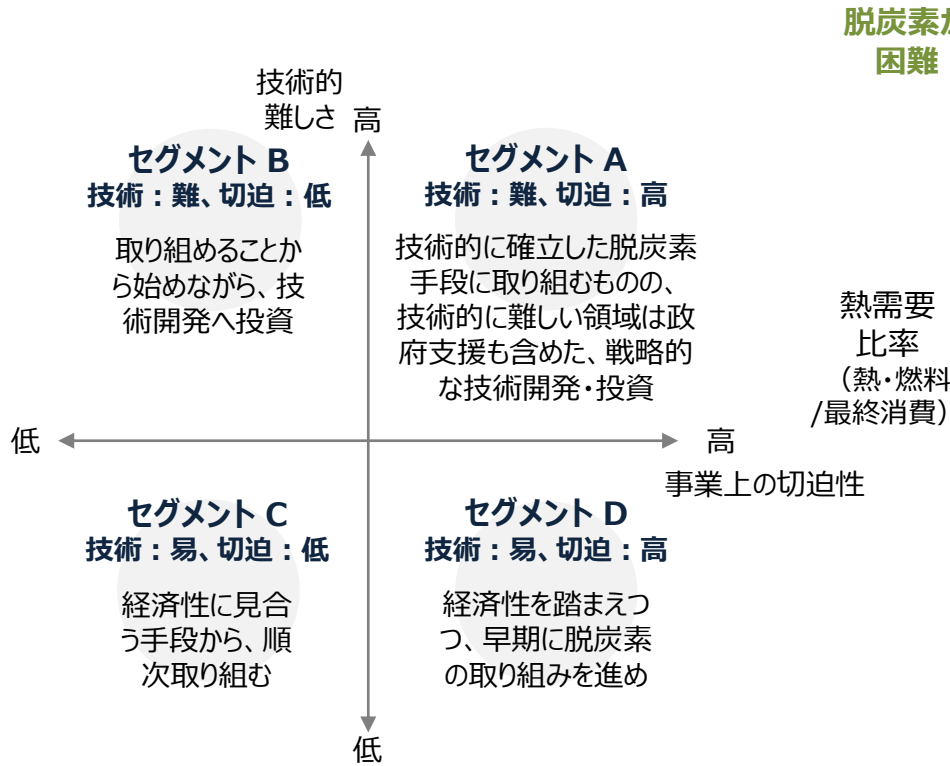 脱炭素が
困難
技術的
難しさ 高
セグメント B
技術：難、切迫：低
取り組めることか
ら始めながら、技
術開発へ投資
セグメント A
技術：難、切迫：高
技術的に確立した脱炭素
手段に取り組むものの、
技術的に難しい領域は政
府支援も含めた、戦略的
な技術開発・投資
熱需要
比率
（熱・燃料
/最終消費）
低
高
事業上の切迫性
セグメント C
技術：易、切迫：低
経済性に見合
う手段から、順
次取り組む
セグメント D
技術：易、切迫：高
経済性を踏まえつ
つ、早期に脱炭素
の取り組みを進め
低